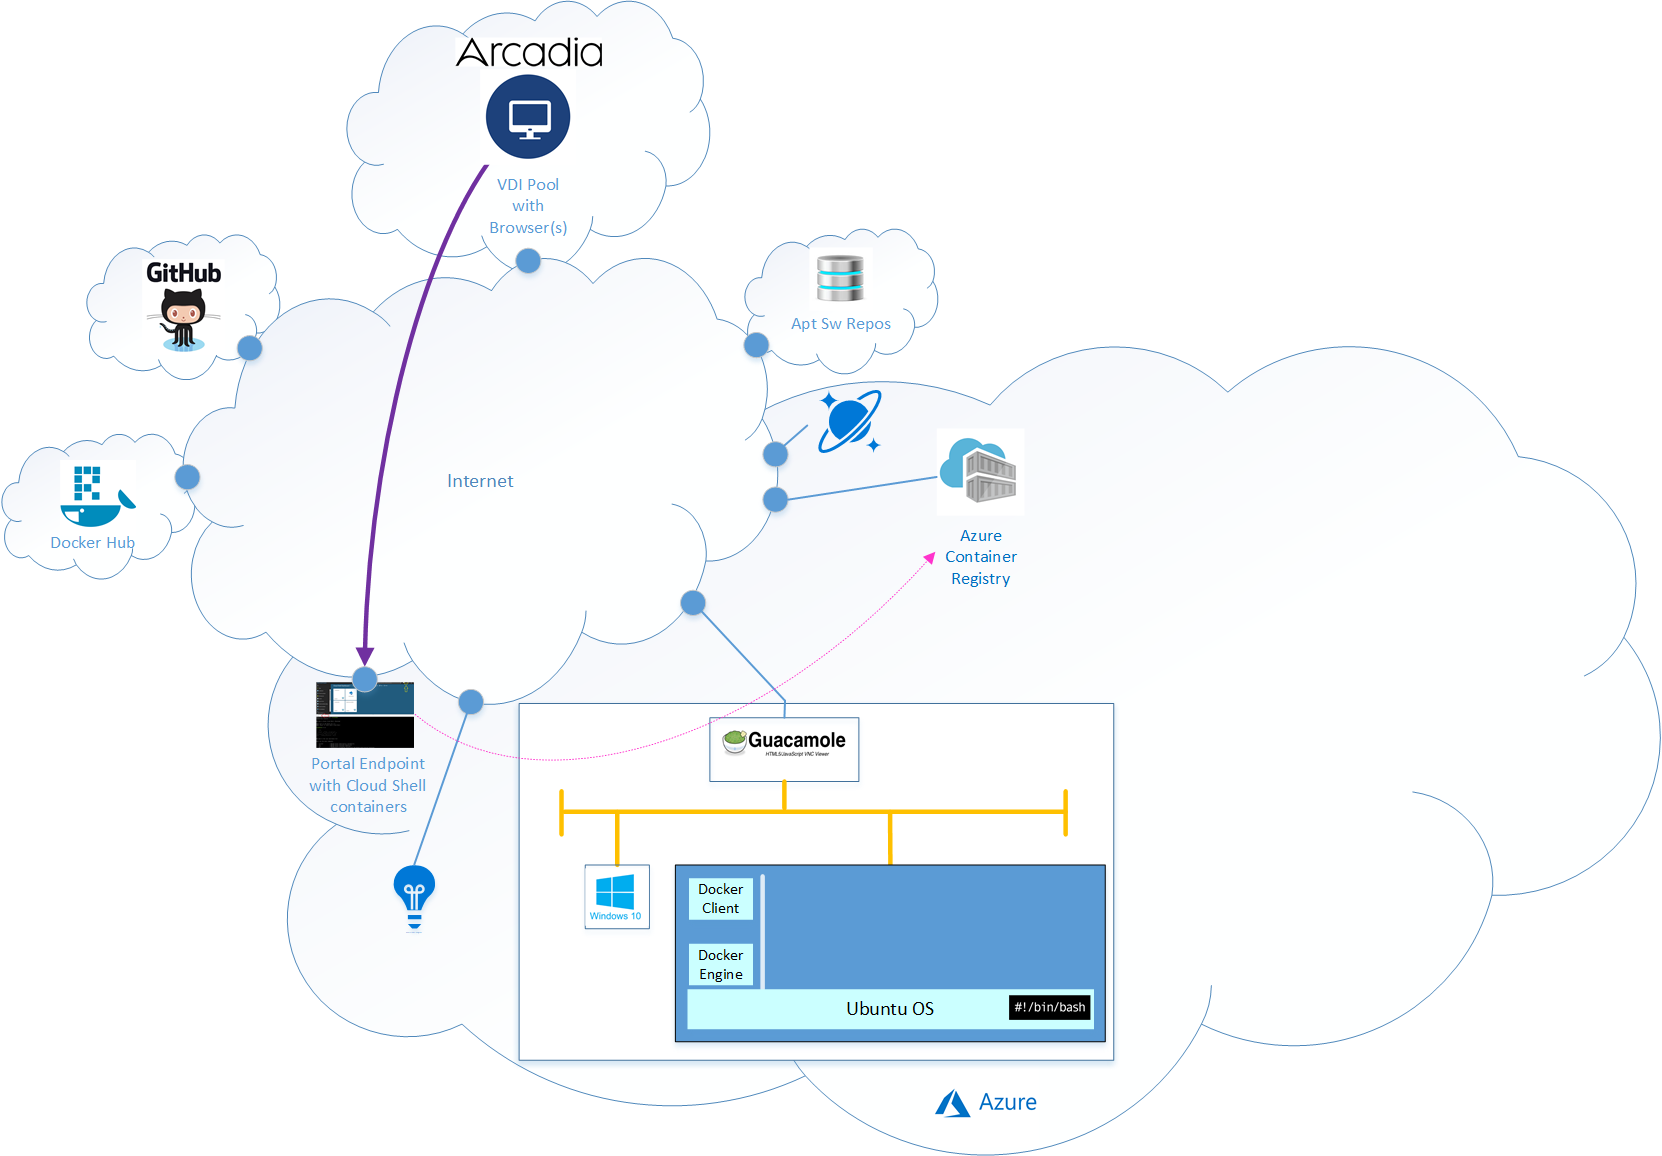 Arcadia
VDI Pool
with
Browser(s)
GitHub
Apt Sw Repos
Internet
Docker Hub
Azure
Container
Registry
Portal Endpoint
with Cloud Shell
containers
Guacamole
HTML5/JavaScript VNC Viewer
Windows 10
Docker
Client
Docker
Engine
Ubuntu OS
#!/bin/bash
Azure